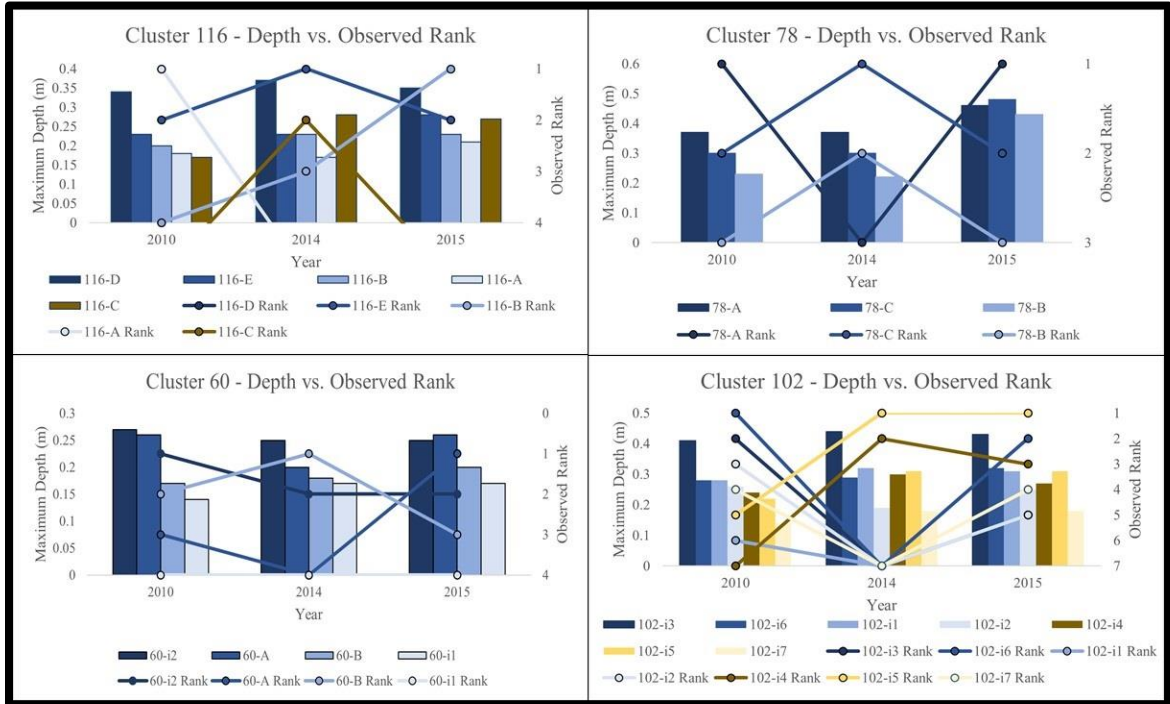 Cluster 116 - Depth vs. Observed Rank
Maximum Depth (m)
0.4
0.35
0.3
0.25
0.2
0.15
0.1
0.05
0
1
2
3
4
Observed Rank
2010 2014 2015
Year
116-D 116-E 116-B 116-A
116-C 116-D Rank 116-E Rank 116-B Rank
116-A Rank 116-C Rank
Cluster 78 - Depth vs. Observed Rank
Maximum Depth (m)
0.6
0.5
0.4
0.3
0.2
0.1
0
1
2
3
Observed Rank
2010 2014 2015
Year
78-A 78-C 78-B
78-A Rank 78-C Rank 78-B Rank
Cluster 60 - Depth vs. Observed Rank
Maximum Depth (m)
0.3
0.25
0.2
0.15
0.1
0.05
0
0
1
2
3
4
Observed Rank
2010 2014 2015
Year
60-i2 60-A 60-B 60-i1
60-i2 Rank 60-A Rank 60-B Rank 60-i1 Rank
Cluster 102 - Depth vs. Observed Rank
Maximum Depth (m)
0.5
0.4
0.3
0.2
0.1
0
1
2
3
4
5
6
7
Observed Rank
2010 2014 2015
Year
102-i3 102-i6 102-i1 102-i2 102-i4
102-i5 102-i7 102-i3 Rank 102-i6 Rank 102-i1 Rank
102-i2 Rank 102-i4 Rank 102-i5 Rank 102-i7 Rank